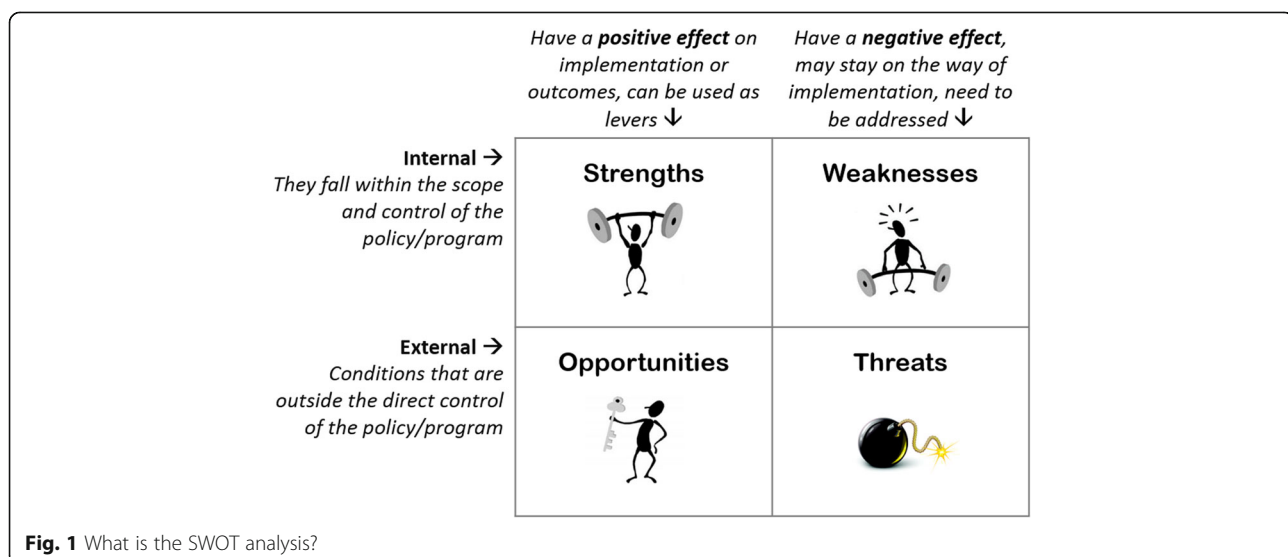 Have a positive effect on
implementation or
outcomes, can be used as
levers ↓
Have a negative effect,
may stay on the way of
implementation, need to
be addressed ↓
Internal →
They fall within the scope
and control of the
policy/program
Strengths
Weaknesses
External →
Conditions that are
outside the direct control
of the policy/program
Opportunities
Threats
Fig. 1 What is the SWOT analysis?